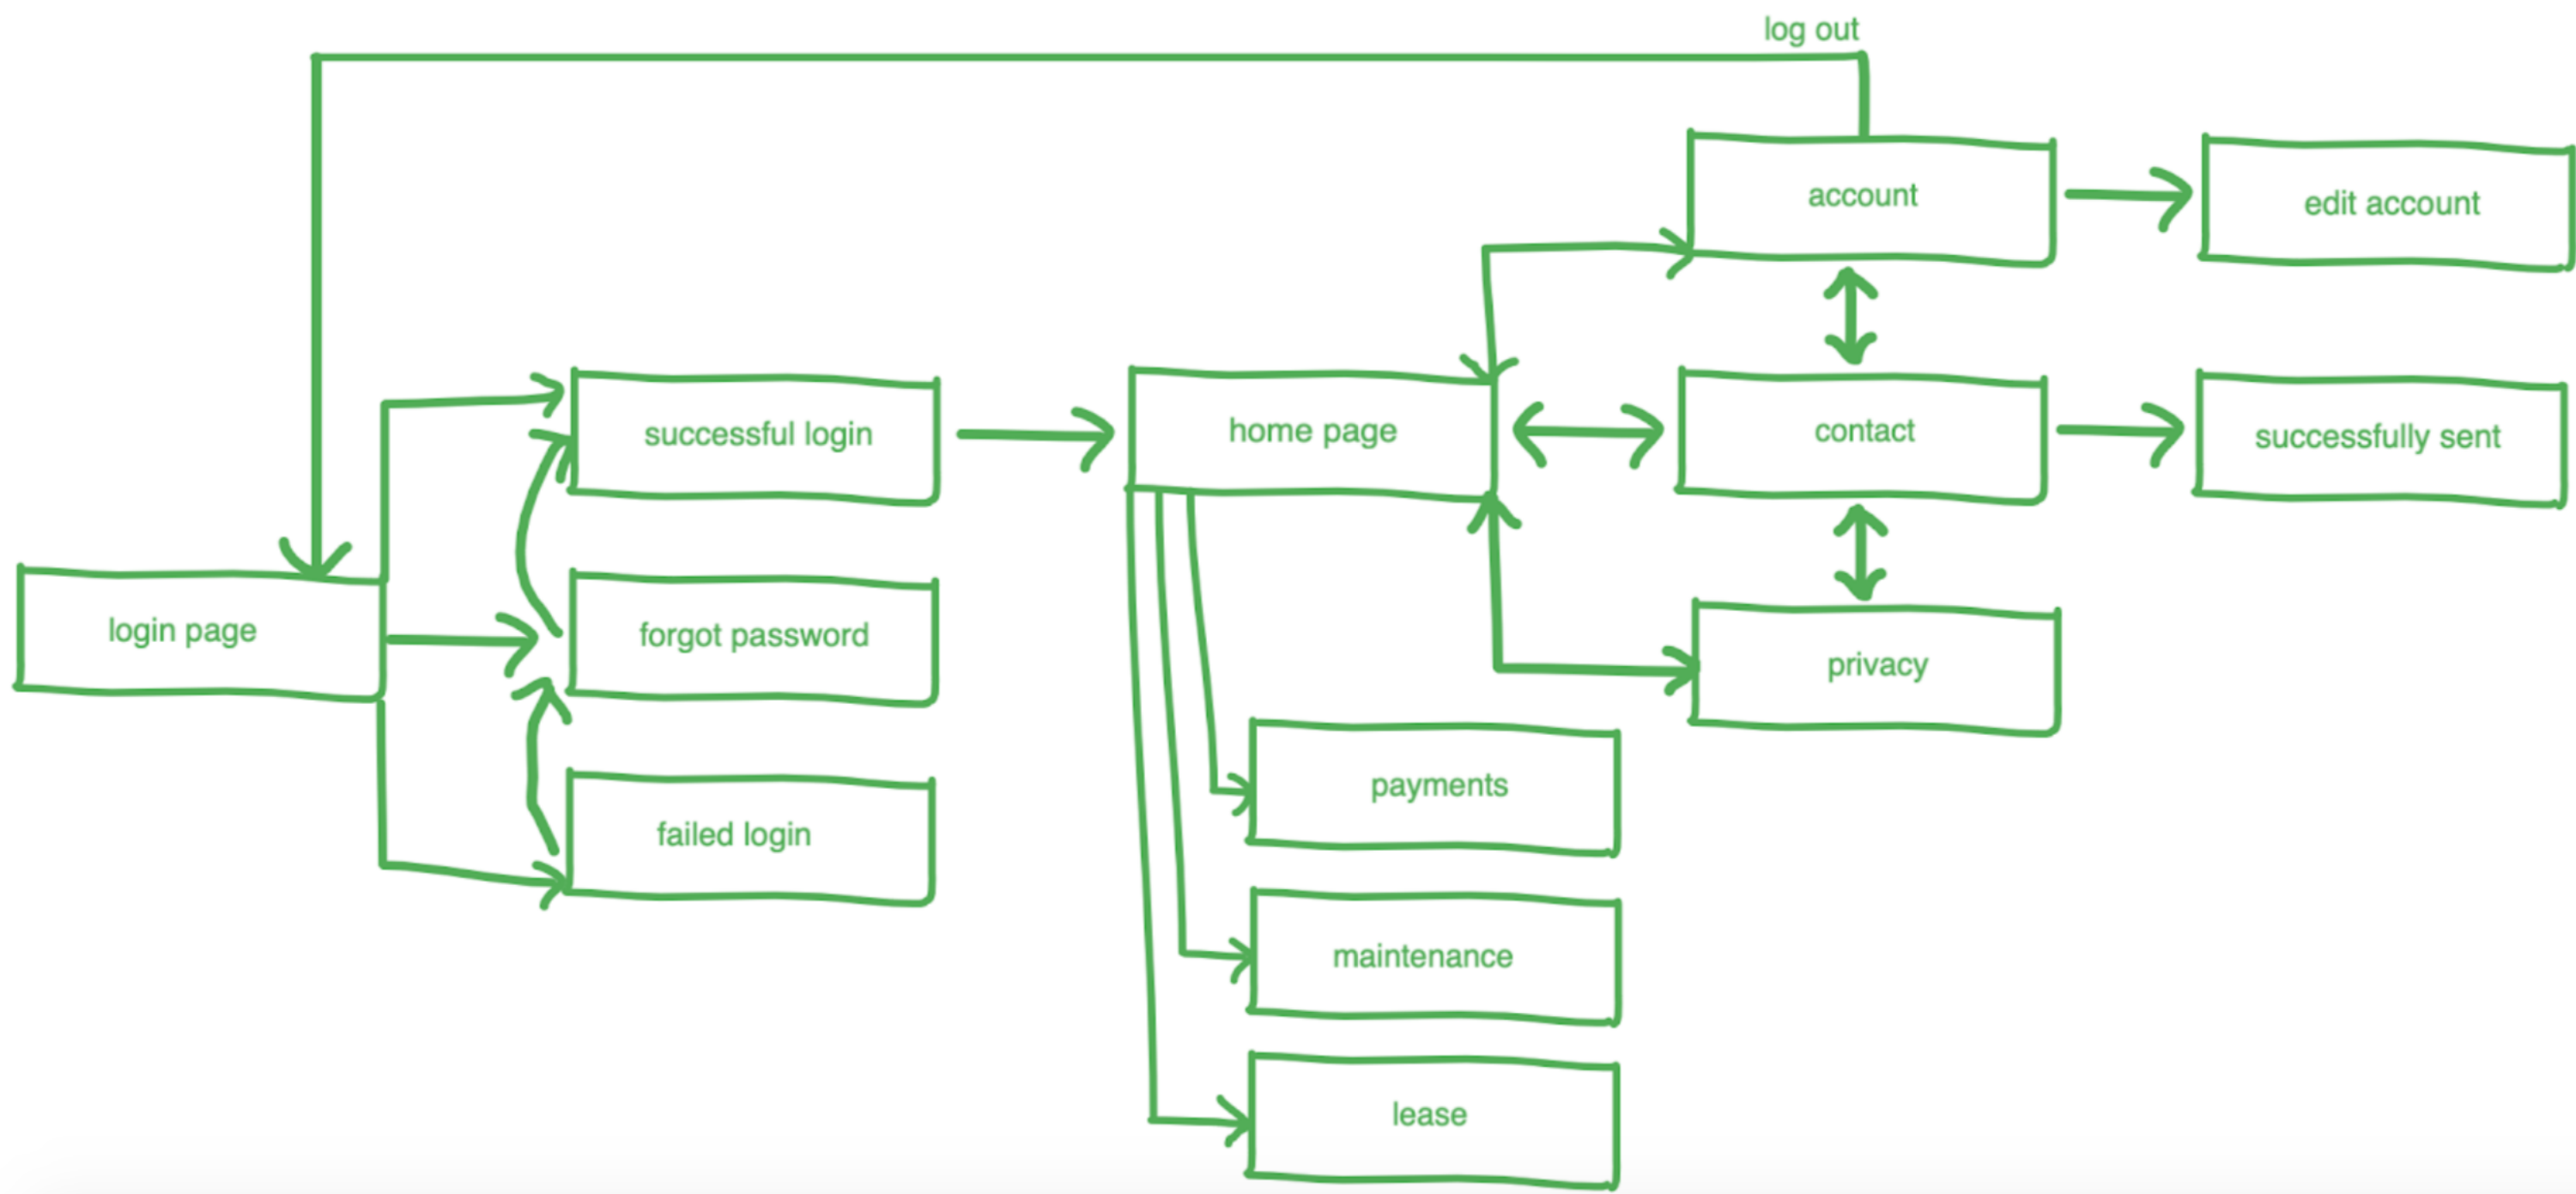 log out
account
edit account
successful login
home page
contact
successfully sent
login page
forgot password
privacy
payments
failed login
maintenance
lease